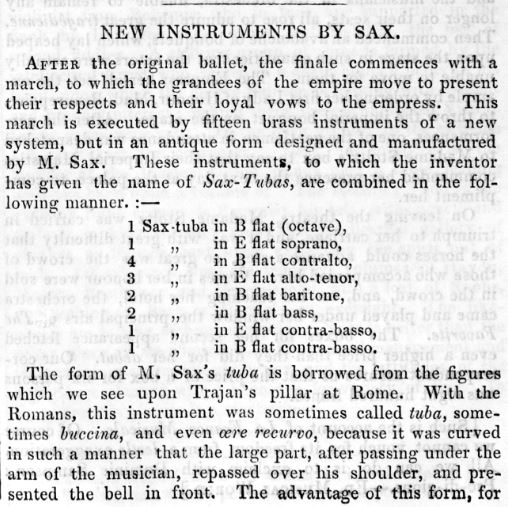 NEW INSTRUMENTS BY SAX.
AFTER the original ballet, the finale commences with a
march, to which the grandees of the empire move to present
their respects and their loyal vows to the empress. This
march is executed by fifteen brass instruments of a new
system, but in an antique form designed and manufactured
by M. Sax. These instruments, to which the inventor
has given the name of Sax-Tubas, are combined in the fol-
lowing manner. :—
1 Sax-tuba in B flat (octave),
1 „ in E flat soprano,
4 „ in B flat contralto,
3 „ in E flat alto-tenor,
2 „ in B flat baritone,
2 „ in B flat bass,
1 „ in E flat contra-basso,
1 „ in B flat contra-basso.
The form of M. Sax's tuba is borrowed from the figures
which we see upon Trajan's pillar at Rome. With the
Romans, this instrument was sometimes called tuba, some-
times buccina, and even ære recurvo, because it was curved
in such a manner that the large part, after passing under the
arm of the musician, repassed over his shoulder, and pre-
sented the bell in front. The advantage of this form, for